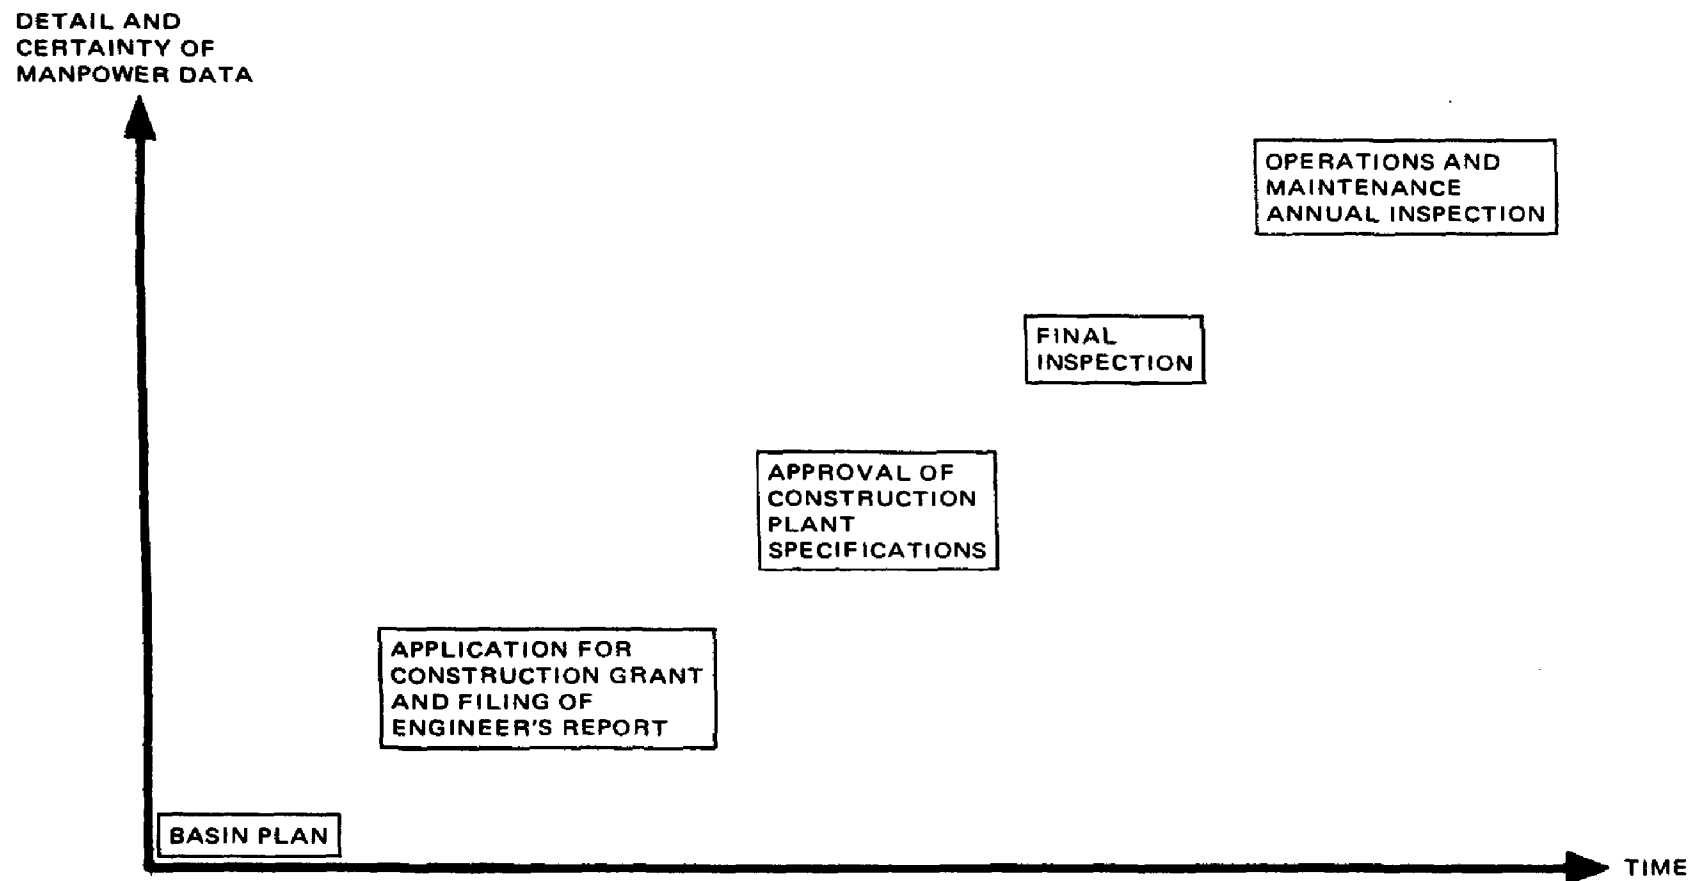 DETAIL AND
CERTAINTY OF
MANPOWER DATA
OPERATIONS AND
MAINTENANCE
ANNUAL INSPECTION
FINAL
INSPECTION
APPROVAL OF
CONSTRUCTION
PLANT
SPECIFICATIONS
APPLICATION FOR
CONSTRUCTION GRANT
AND FILING OF
ENGINEER'S REPORT
BASIN PLAN
TIME